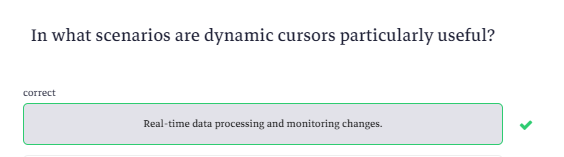 In what scenarios are dynamic cursors particularly useful?
correct
Real-time data processing and monitoring changes.